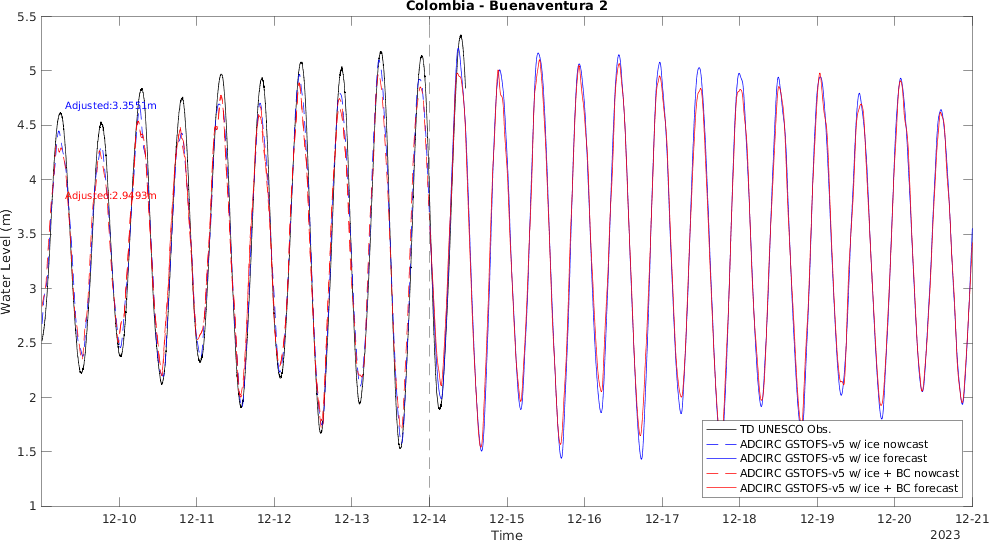 Colombia - Buenaventura 2
5.5
5
4.5
4
3.5
3
2.5
2
1.5
1
Water Level (m)
Adjusted:3.3551m
Adjusted:2.9493m
TD UNESCO Obs.
ADCIRC GSTOFS-v5 w/ ice nowcast
ADCIRC GSTOFS-v5 w/ ice forecast
ADCIRC GSTOFS-v5 w/ ice + BC nowcast
ADCIRC GSTOFS-v5 w/ ice + BC forecast
12-10 12-11 12-12 12-13 12-14 12-15 12-16 12-17 12-18 12-19 12-20 12-21
Time
2023